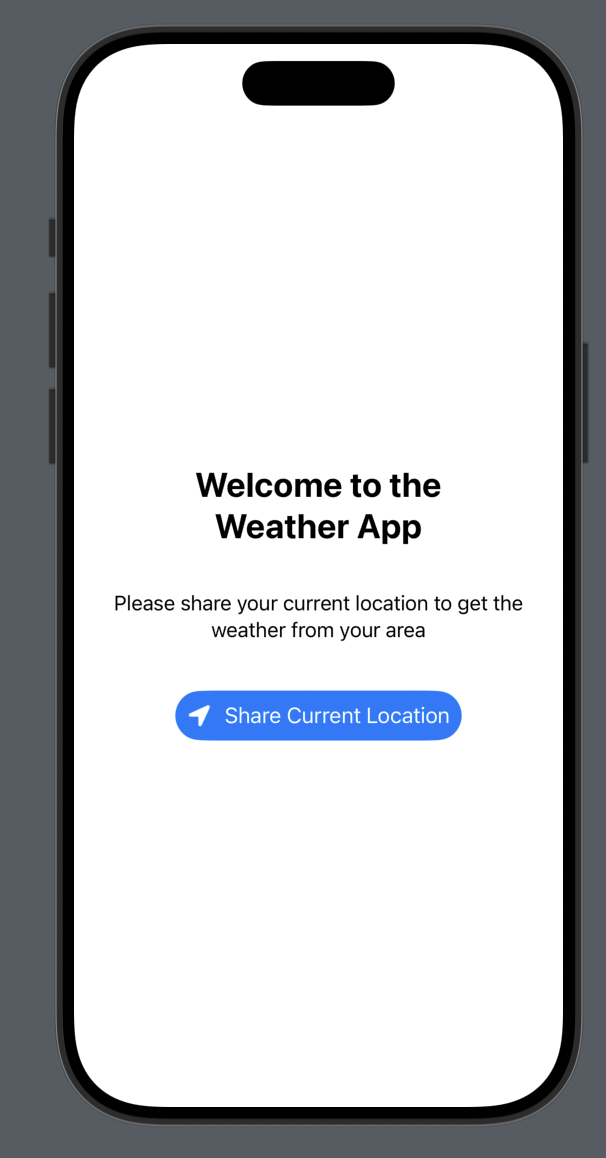 Welcome to the
Weather App
Please share your current location to get the
weather from your area
Share Current Location